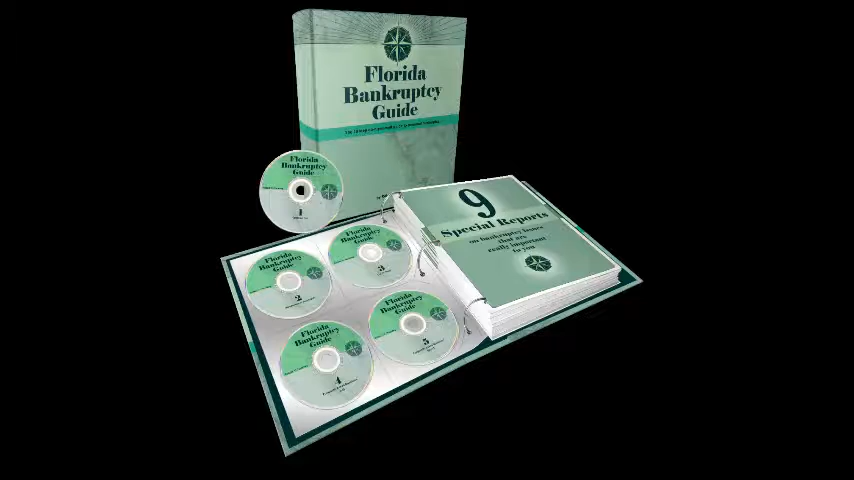 Florida
Bankruptcy
Guide
Florida
Bankruptcy
Guide
1
9
Special Reports
on bankruptcy issues
that are
really important
to you
Florida
Bankruptcy
Guide
2
Florida
Bankruptcy
Guide
3
Florida
Bankruptcy
Guide
4
Florida
Bankruptcy
Guide
5